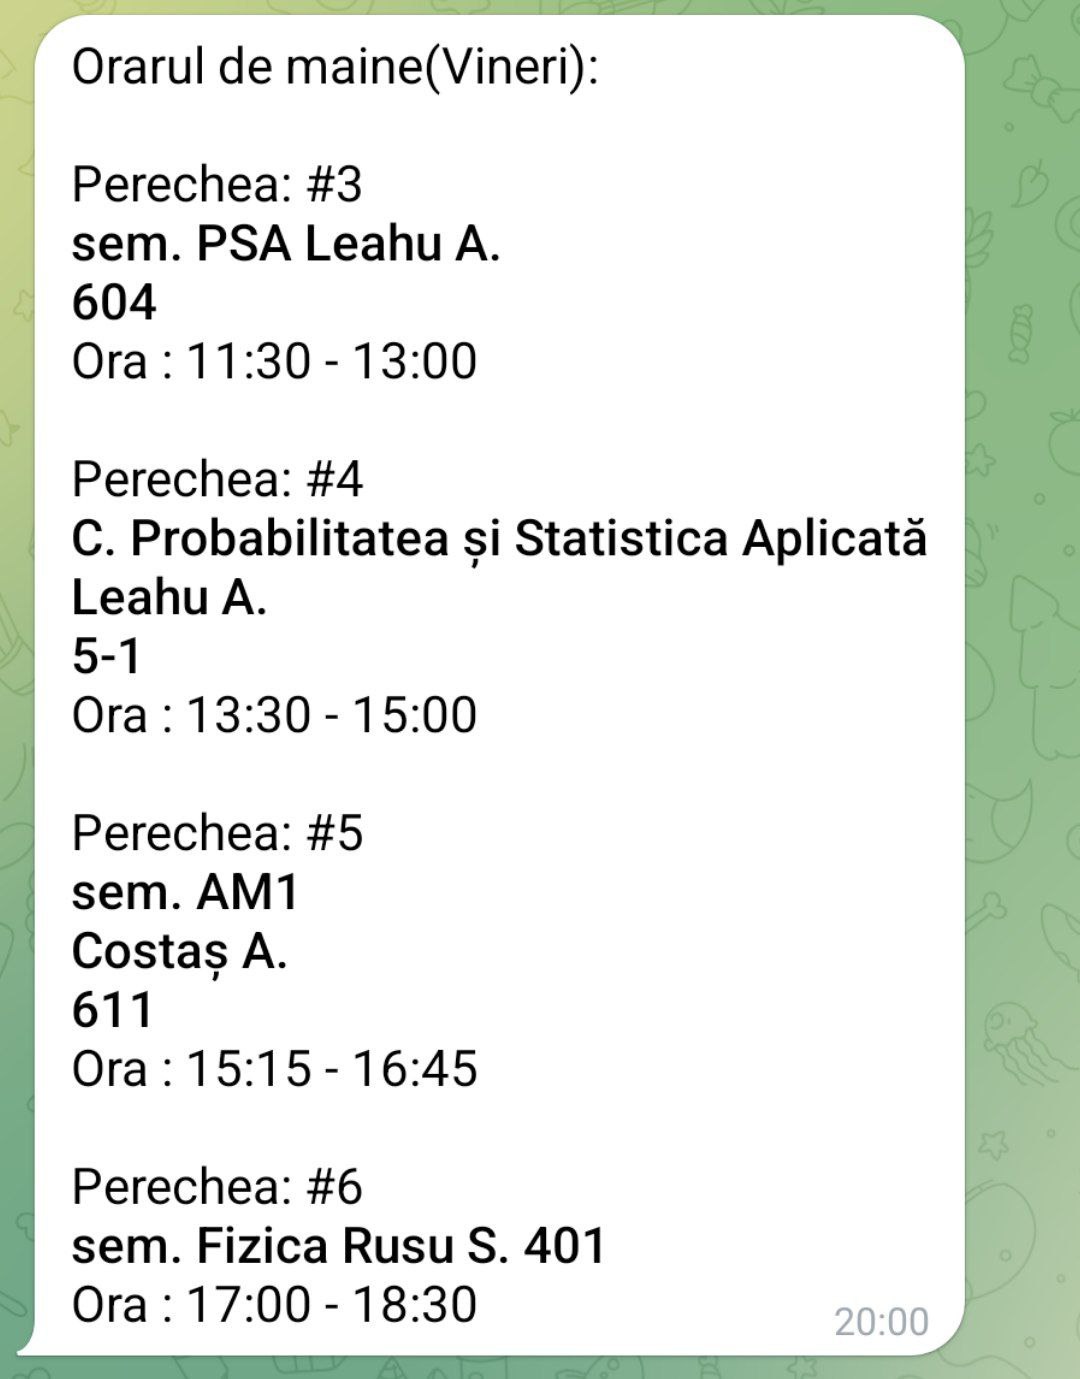 Orarul de maine(Vineri):
Perechea: #3
sem. PSA Leahu A.
604
Ora : 11:30 - 13:00
Perechea: #4
C. Probabilitatea și Statistica Aplicată
Leahu A.
5-1
Ora : 13:30 - 15:00
Perechea: #5
sem. AM1
Costaș A.
611
Ora : 15:15 - 16:45
Perechea: #6
sem. Fizica Rusu S. 401
Ora : 17:00 - 18:30
20:00